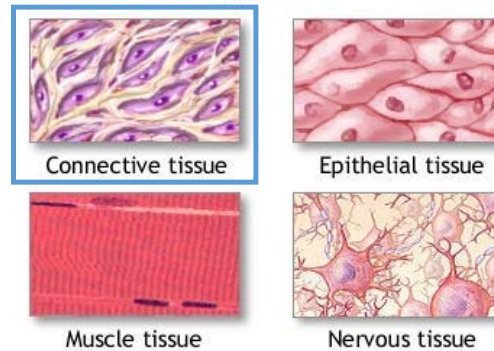 Connective tissue
Epithelial tissue
Muscle tissue
Nervous tissue